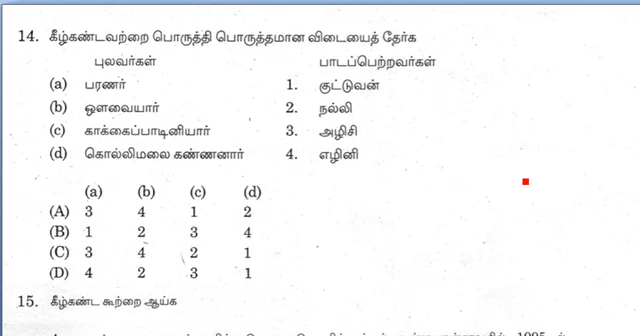 14. கீழ்கண்டவற்றை பொருத்தி பொருத்தமான விடையைத் தேர்க
புலவர்கள் பாடப்பெற்றவர்கள்
(a) பரணர் 1. குட்டுவன்
(b) ஔவையார் 2. நல்லி
(c) காக்கைப்பாடினியார் 3. அழிசி
(d) கொல்லிமலை கண்ணனார் 4. எழினி
(a) (b) (c) (d)
(A) 3 4 1 2
(B) 1 2 3 4
(C) 3 4 2 1
(D) 4 2 3 1
15. கீழ்கண்ட கூற்றை ஆய்க